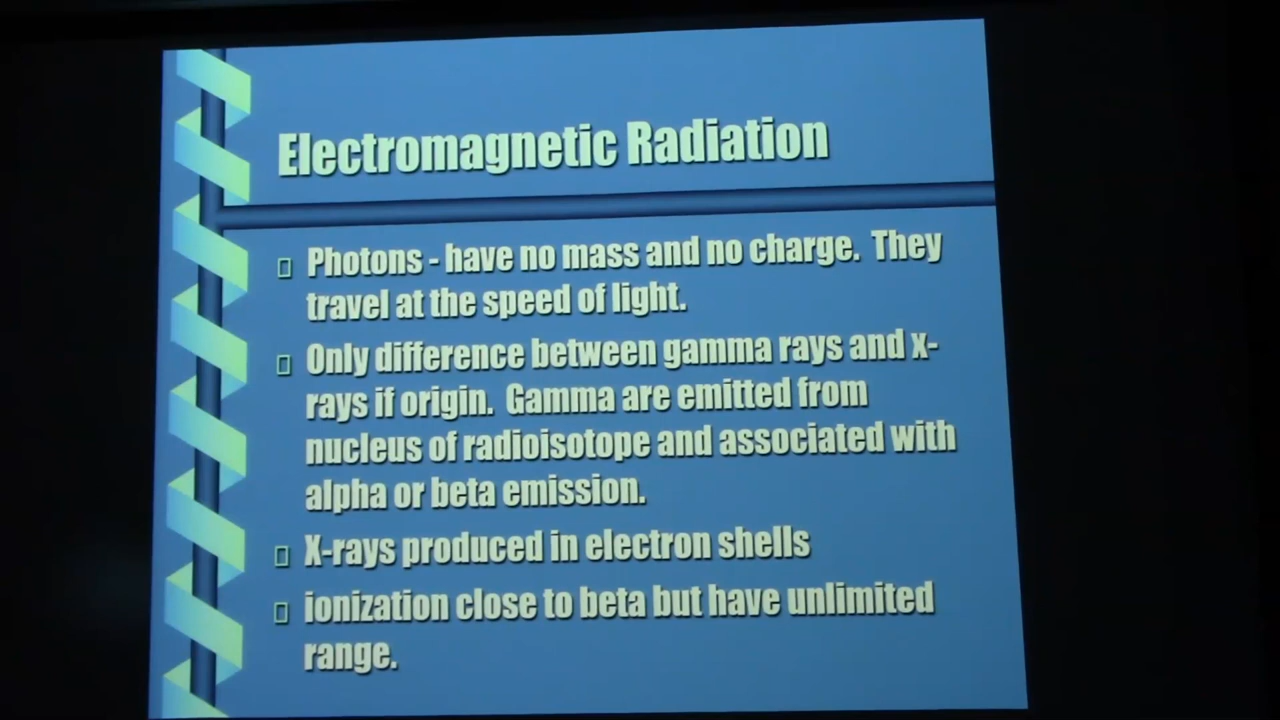 Electromagnetic Radiation
Photons - have no mass and no charge. They
travel at the speed of light.
Only difference between gamma rays and x-
rays if origin. Gamma are emitted from
nucleus of radioisotope and associated with
alpha or beta emission.
X-rays produced in electron shells
ionization close to beta but have unlimited
range.